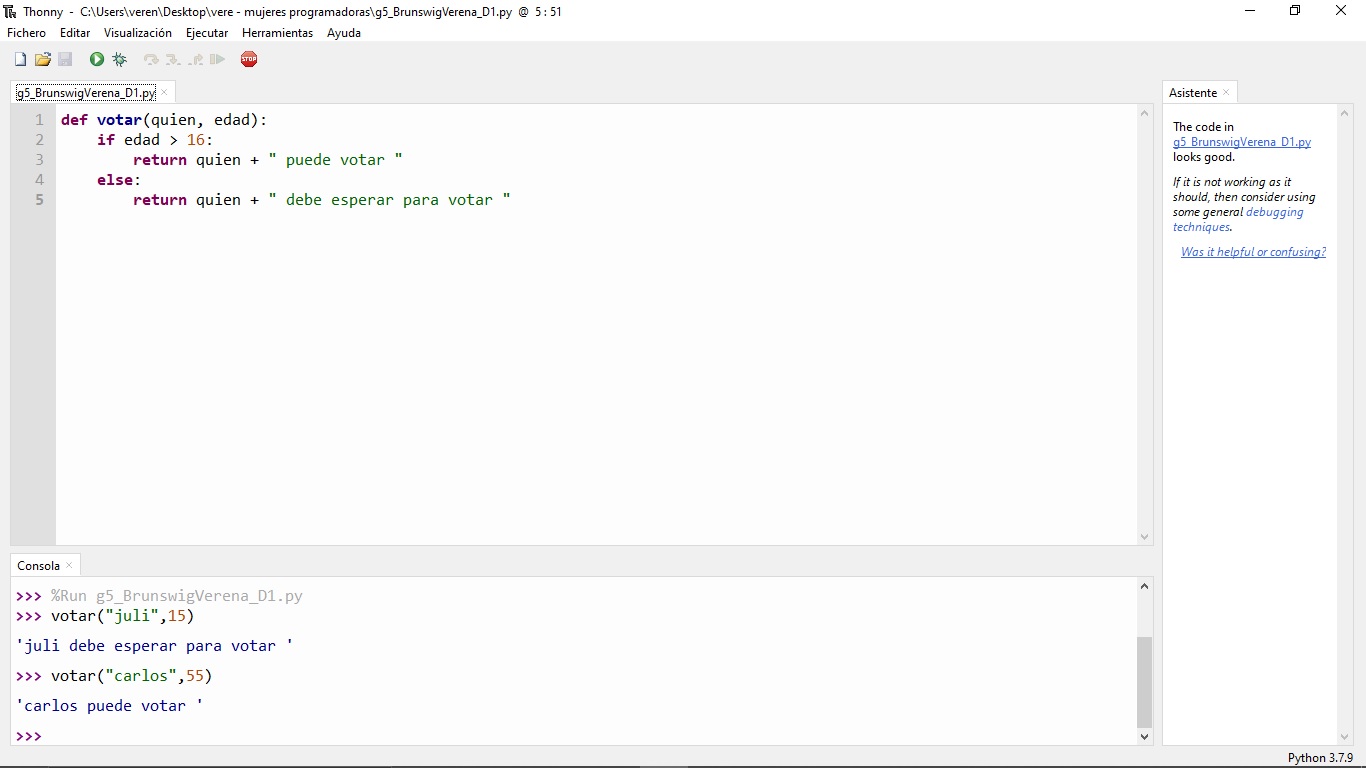 Thonny - C:\Users\veren\Desktop\vere - mujeres programadoras\g5_BrunswigVerena_D1.py @ 5 : 51
Fichero Editar Visualización Ejecutar Herramientas Ayuda
STOP
g5_BrunswigVerena_D1.py ×
1 def votar(quien, edad):
2     if edad > 16:
3         return quien + " puede votar "
4     else:
5         return quien + " debe esperar para votar "
Consola ×
>>> %Run g5_BrunswigVerena_D1.py
>>> votar("juli",15)
'juli debe esperar para votar '
>>> votar("carlos",55)
'carlos puede votar '
>>>
Asistente ×
The code in
g5_BrunswigVerena_D1.py
looks good.
If it is not working as it
should, then consider using
some general debugging
techniques.
Was it helpful or confusing?
Python 3.7.9